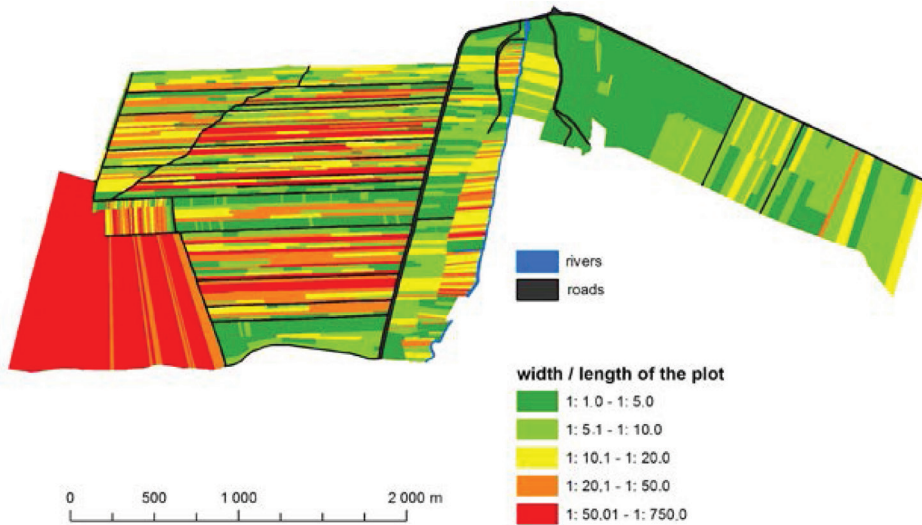 rivers
roads
width / length of the plot
1: 1.0 - 1: 5.0
1: 5.1 - 1: 10.0
1: 10.1 - 1: 20.0
1: 20.1 - 1: 50.0
1: 50.01 - 1: 750.0
0 500 1 000 2 000 m